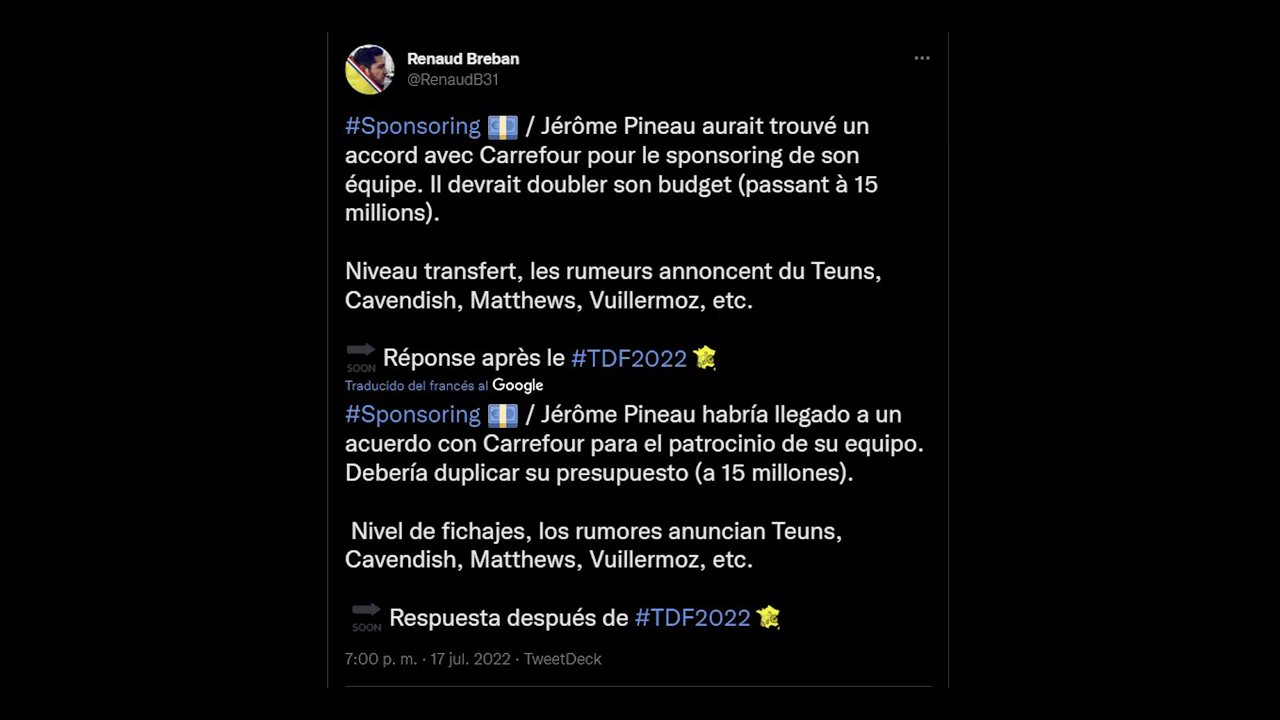 Renaud Breban
@RenaudB31
#Sponsoring 💶 / Jérôme Pineau aurait trouvé un
accord avec Carrefour pour le sponsoring de son
équipe. Il devrait doubler son budget (passant à 15
millions).
Niveau transfert, les rumeurs annoncent du Teuns,
Cavendish, Matthews, Vuillermoz, etc.
SOON Réponse après le #TDF2022
Traducido del francés al Google
#Sponsoring 💶 / Jérôme Pineau habría llegado a un
acuerdo con Carrefour para el patrocinio de su equipo.
Debería duplicar su presupuesto (a 15 millones).
Nivel de fichajes, los rumores anuncian Teuns,
Cavendish, Matthews, Vuillermoz, etc.
SOON Respuesta después de #TDF2022
7:00 p. m. · 17 jul. 2022 · TweetDeck